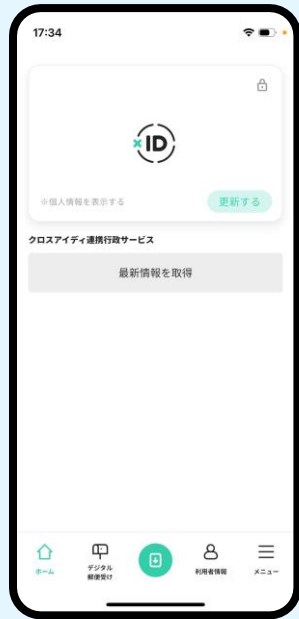 17:34
×ID
※個人情報を表示する
更新する
クロスアイディ連携行政サービス
最新情報を取得
ホーム
デジタル
郵便受け
利用者情報
メニュー